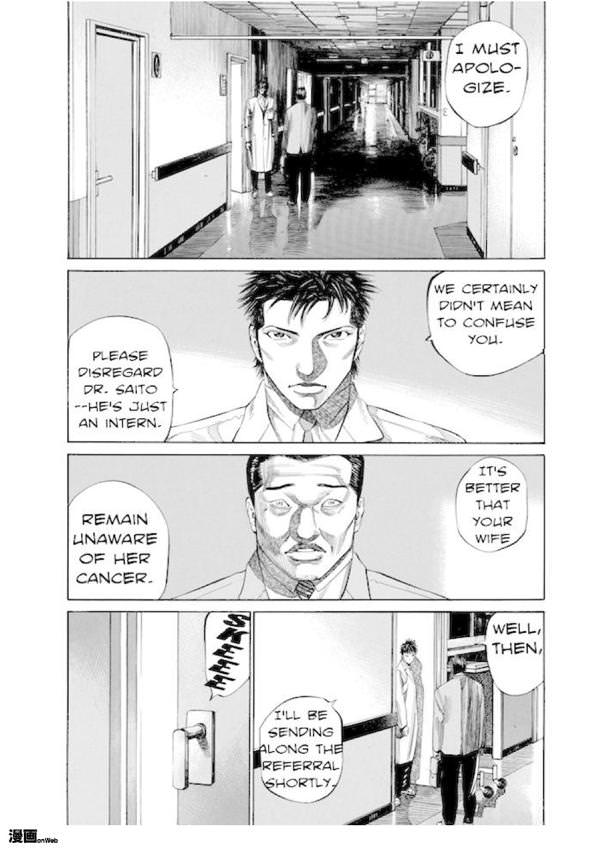 I MUST
APOLO-
GIZE.
WE CERTAINLY
DIDN'T MEAN
TO CONFUSE
YOU.
PLEASE
DISREGARD
DR. SAITO
--HE'S JUST
AN INTERN.
IT'S
BETTER
THAT
YOUR
WIFE
REMAIN
UNAWARE
OF HER
CANCER.
WELL,
THEN,
I'LL BE
SENDING
ALONG THE
REFERRAL
SHORTLY.
SKEEE
漫画onWeb